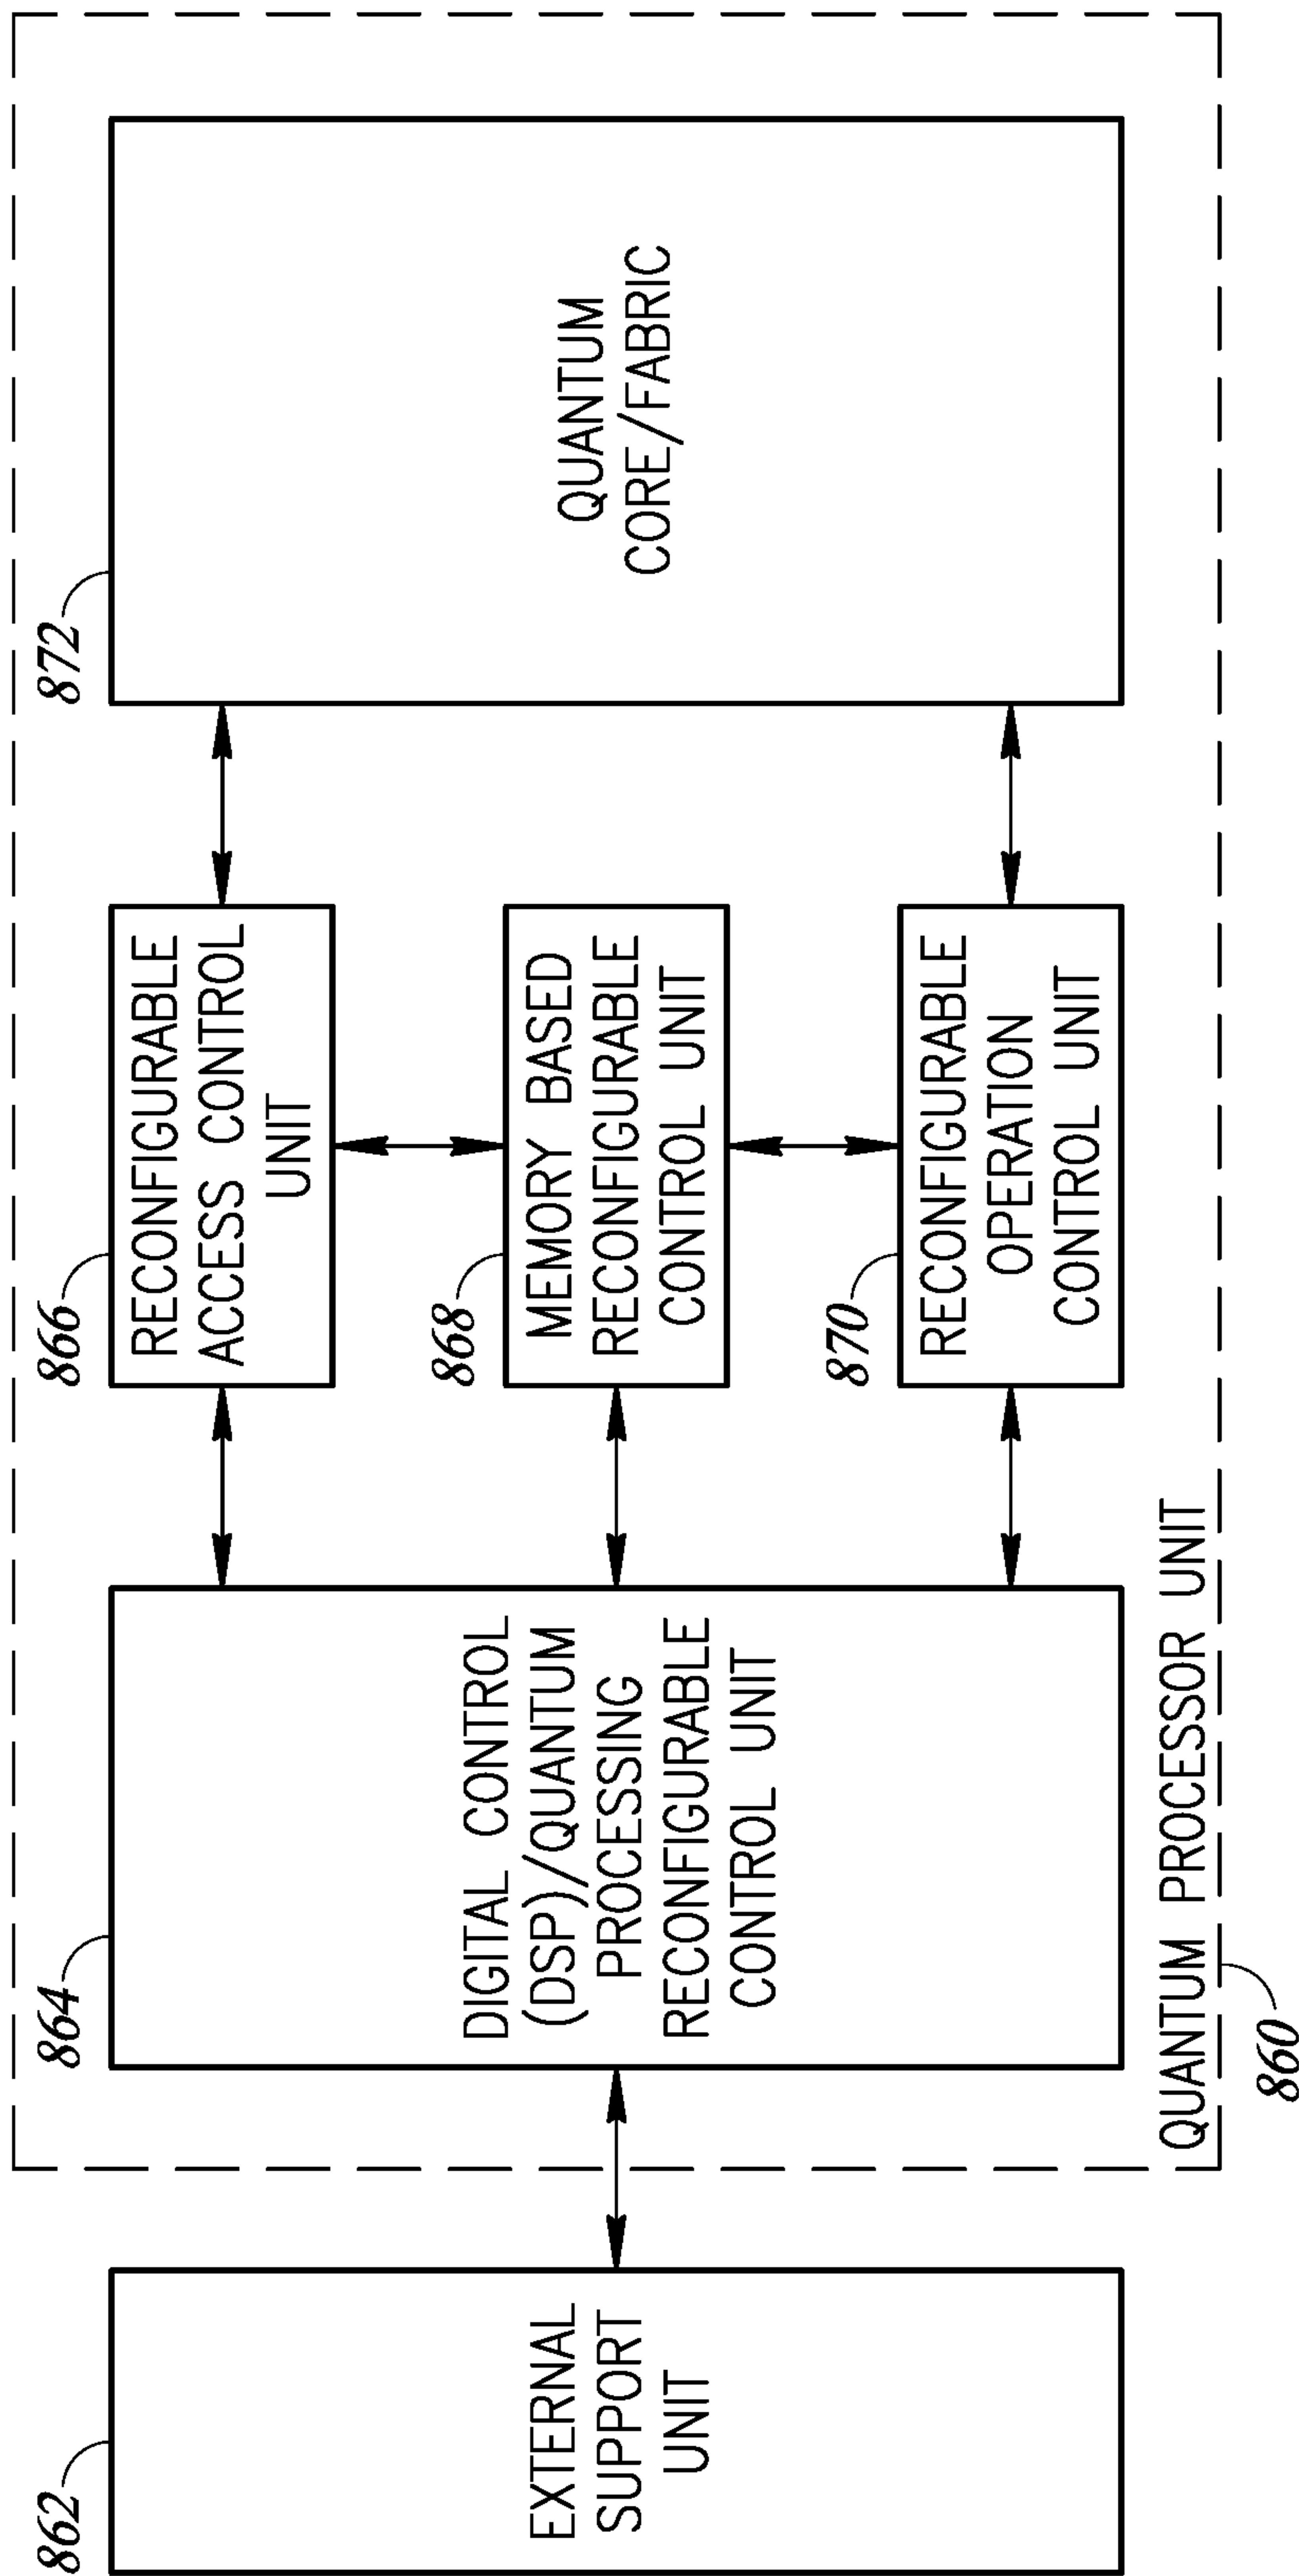 862
EXTERNAL
SUPPORT
UNIT
864
DIGITAL CONTROL
(DSP)/QUANTUM
PROCESSING
RECONFIGURABLE
CONTROL UNIT
866
RECONFIGURABLE
ACCESS CONTROL
UNIT
868
MEMORY BASED
RECONFIGURABLE
CONTROL UNIT
870
RECONFIGURABLE
OPERATION
CONTROL UNIT
872
QUANTUM
CORE/FABRIC
QUANTUM PROCESSOR UNIT
860